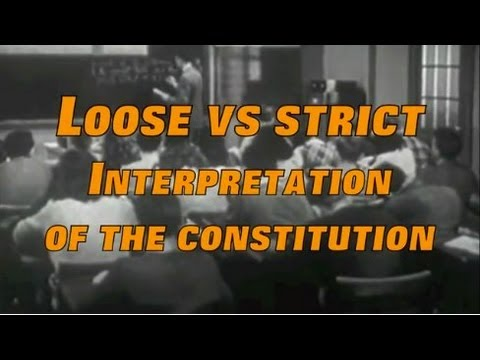 LOOSE VS STRICT
INTERPRETATION
OF THE CONSTITUTION